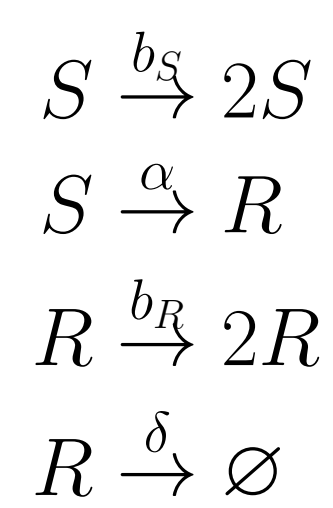 S \xrightarrow{b_S} 2S
S \xrightarrow{\alpha} R
R \xrightarrow{b_R} 2R
R \xrightarrow{\delta} \varnothing